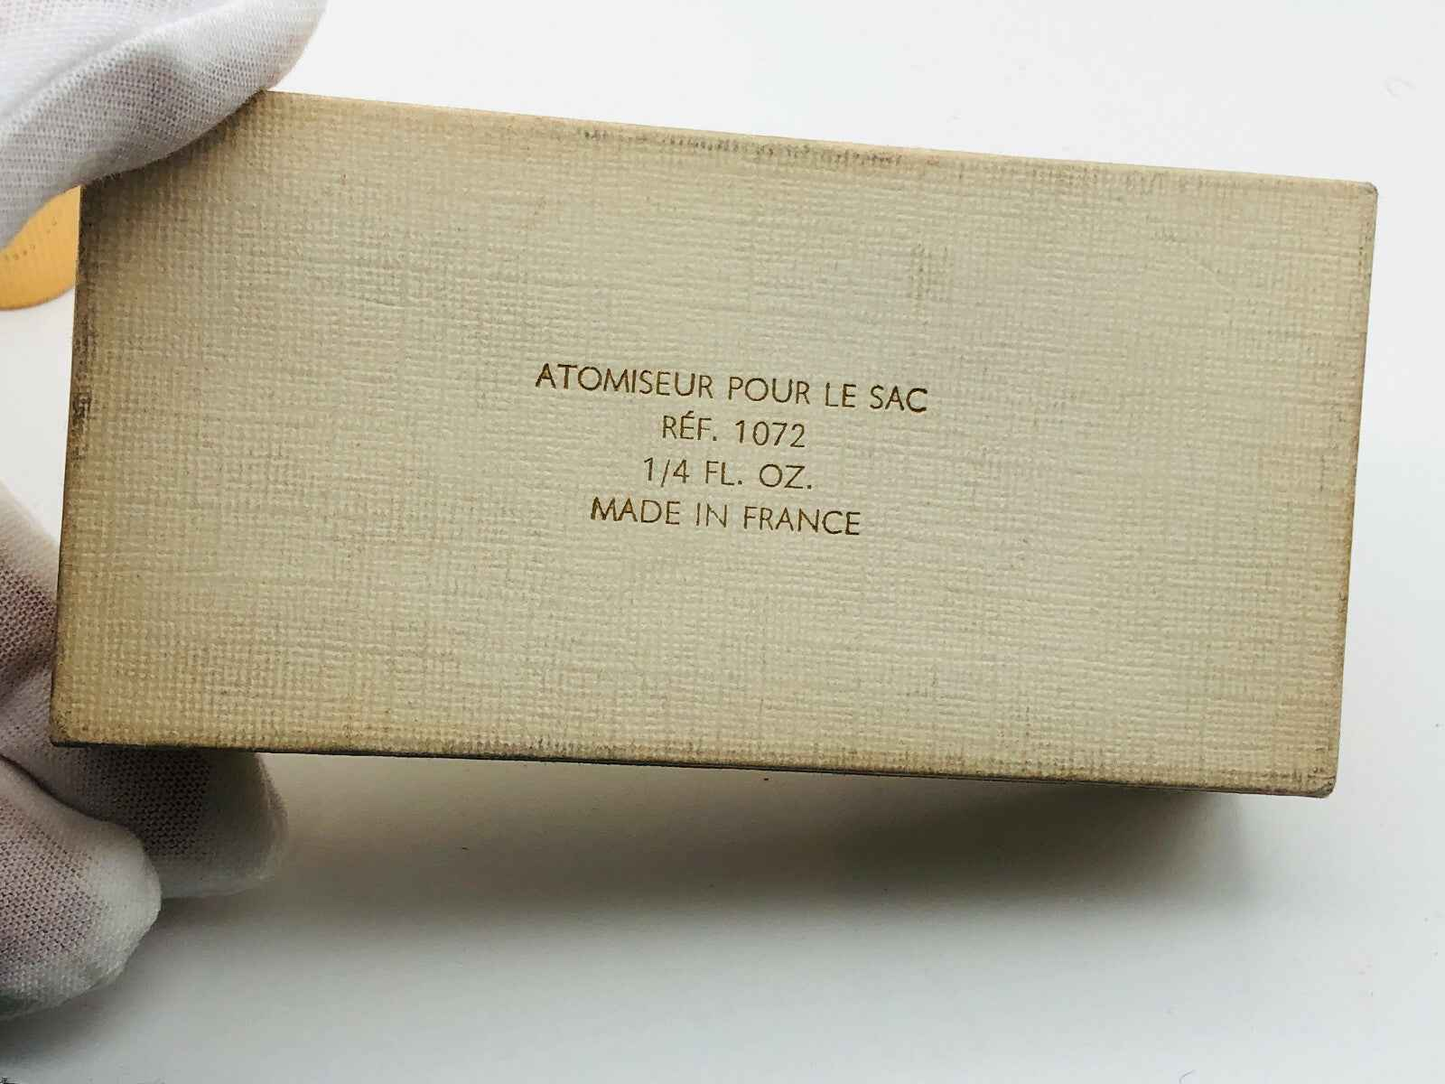 ATOMISEUR POUR LE SAC
RÉF. 1072
1/4 FL. OZ.
MADE IN FRANCE